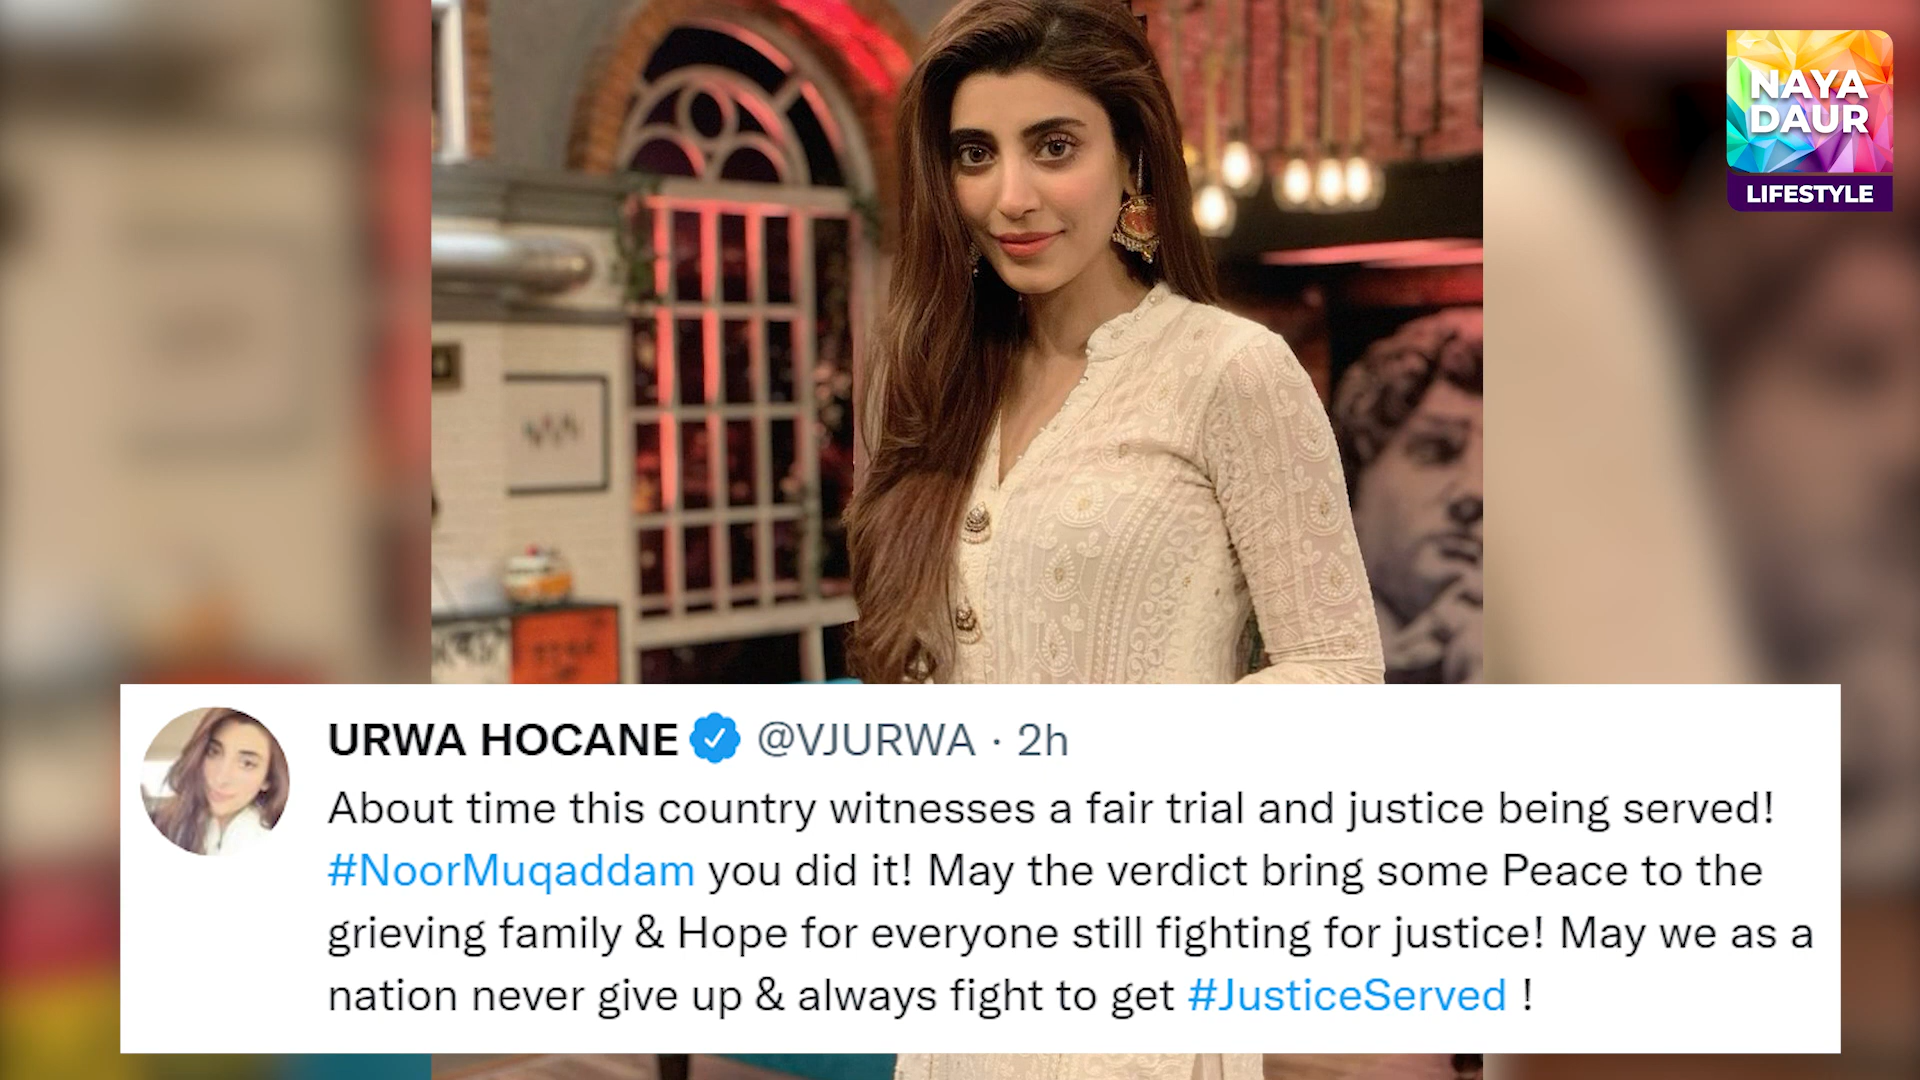 NAYA
DAUR
LIFESTYLE
URWA HOCANE @VJURWA · 2h
About time this country witnesses a fair trial and justice being served!
#NoorMuqaddam you did it! May the verdict bring some Peace to the
grieving family & Hope for everyone still fighting for justice! May we as a
nation never give up & always fight to get #JusticeServed !